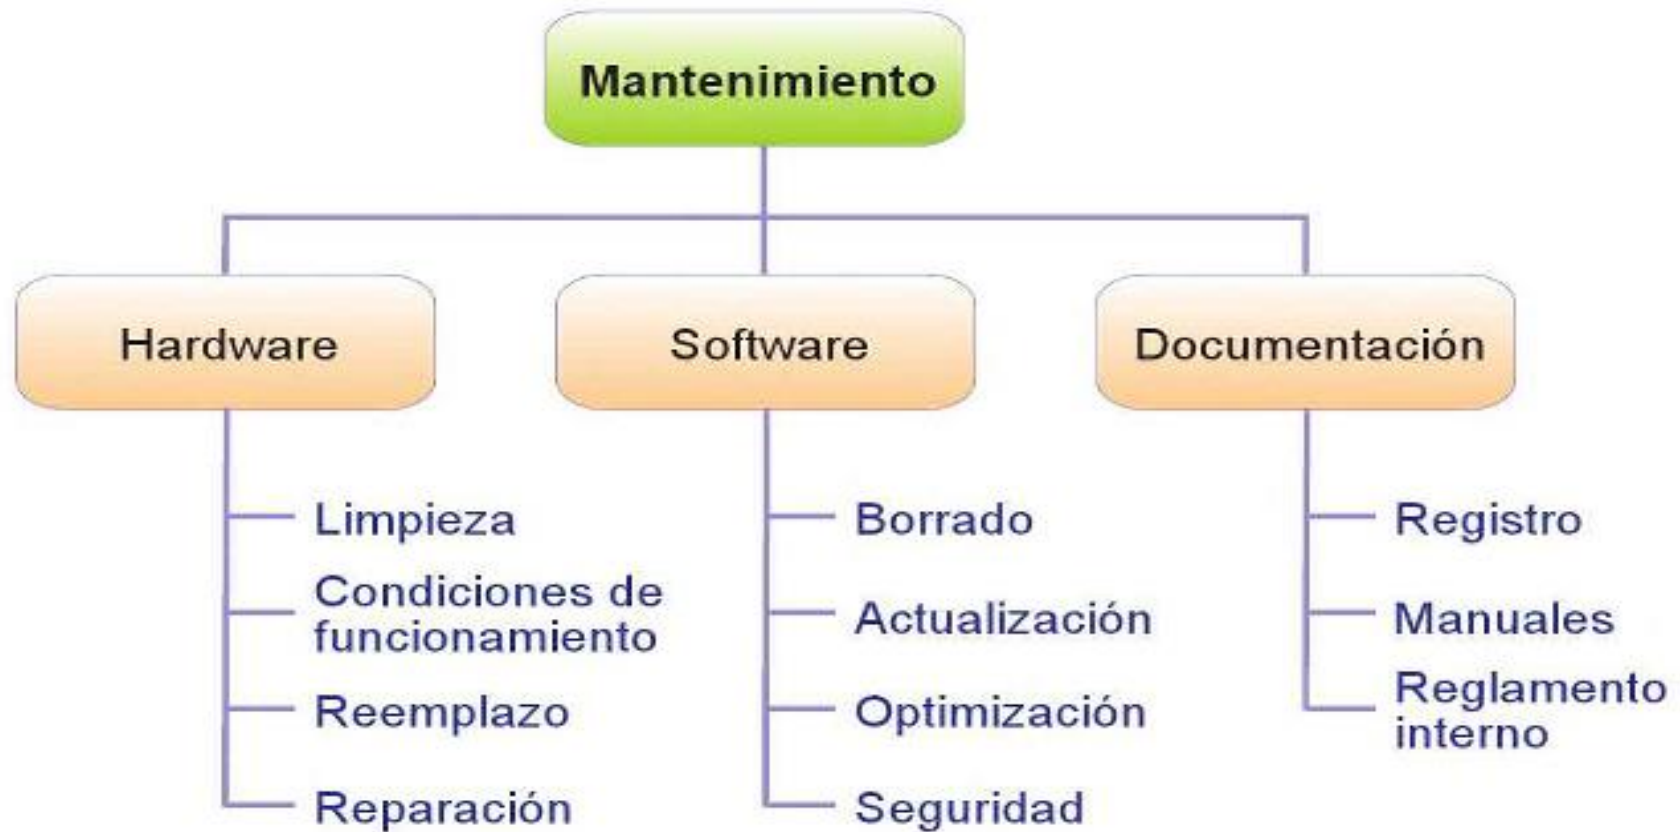 Mantenimiento
Hardware
Software
Documentación
Limpieza
Condiciones de
funcionamiento
Reemplazo
Reparación
Borrado
Actualización
Optimización
Seguridad
Registro
Manuales
Reglamento
interno